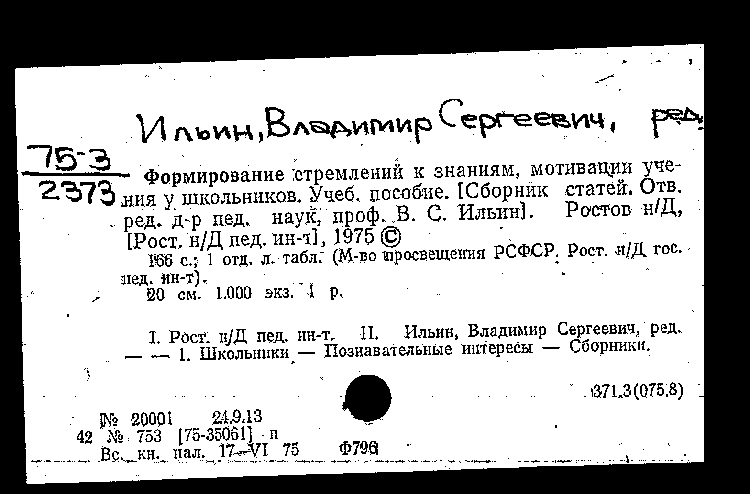 Ильин, Владимир Сергеевич, ред.
75-3
2373
Формирование стремлений к знаниям, мотивации уче-
ния у школьников. Учеб. пособие. [Сборник статей. Отв.
ред. д-р пед. наук, проф. В. С. Ильин]. Ростов н/Д,
[Рост. н/Д пед. ин-т], 1975 ©
166 с.; 1 отд. л. табл. (М-во просвещения РСФСР. Рост. н/Д гос.
пед. ин-т).
20 см. 1.000 экз. 1 р.
I. Рост. н/Д пед. ин-т. II. Ильин, Владимир Сергеевич, ред.
— — 1. Школьники — Познавательные интересы — Сборники.
371.3(075.8)
№ 20001 24.9.13
42 № 753 [75-35061] п
Вс. кн. пал. 17—VI 75 Ф796